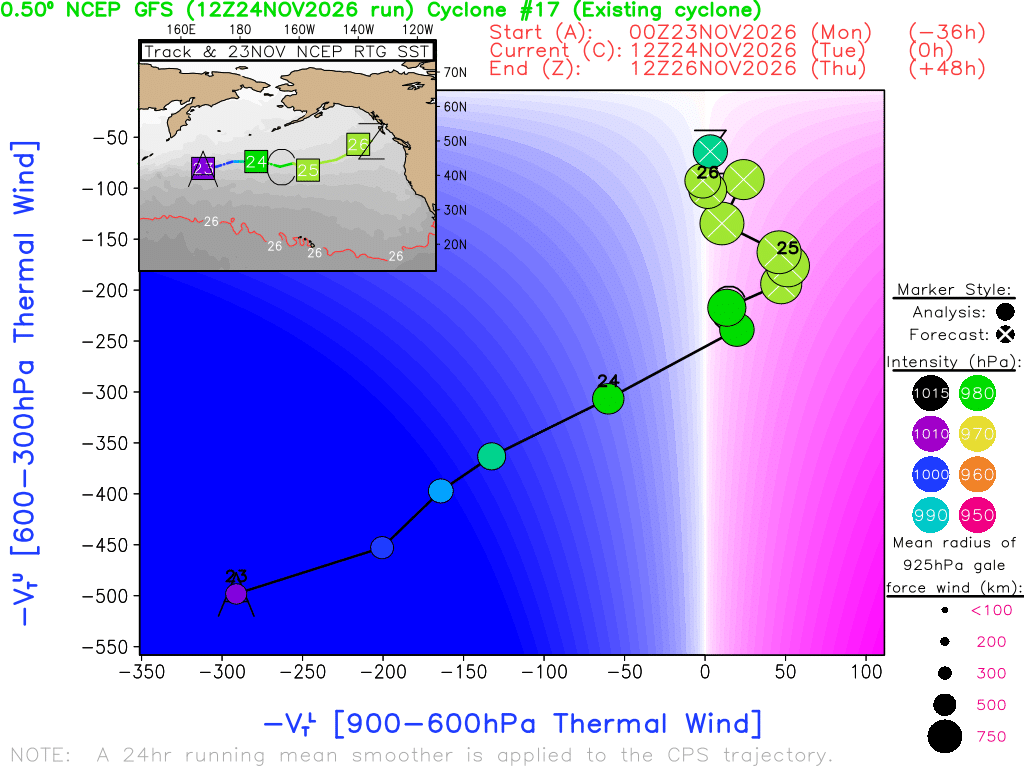 0.50° NCEP GFS (12Z24NOV2026 run) Cyclone #17 (Existing cyclone)
Start (A): 00Z23NOV2026 (Mon) (−36h)
Current (C): 12Z24NOV2026 (Tue) (0h)
End (Z): 12Z26NOV2026 (Thu) (+48h)
160E 180 160W 140W 120W
Track & 23NOV NCEP RTG SST
70N
60N
50N
40N
30N
20N
A 23 24 C 25 26 Z
26 26 26 26
−Vᴛᵁ [600−300hPa Thermal Wind]
−50
−100
−150
−200
−250
−300
−350
−400
−450
−500
−550
Z
26
25
C
24
23
A
−350 −300 −250 −200 −150 −100 −50 0 50 100
−Vᴛᴸ [900−600hPa Thermal Wind]
Marker Style:
Analysis:
Forecast:
Intensity (hPa):
1015 980
1010 970
1000 960
990 950
Mean radius of
925hPa gale
force wind (km):
<100
200
300
500
750
NOTE: A 24hr running mean smoother is applied to the CPS trajectory.